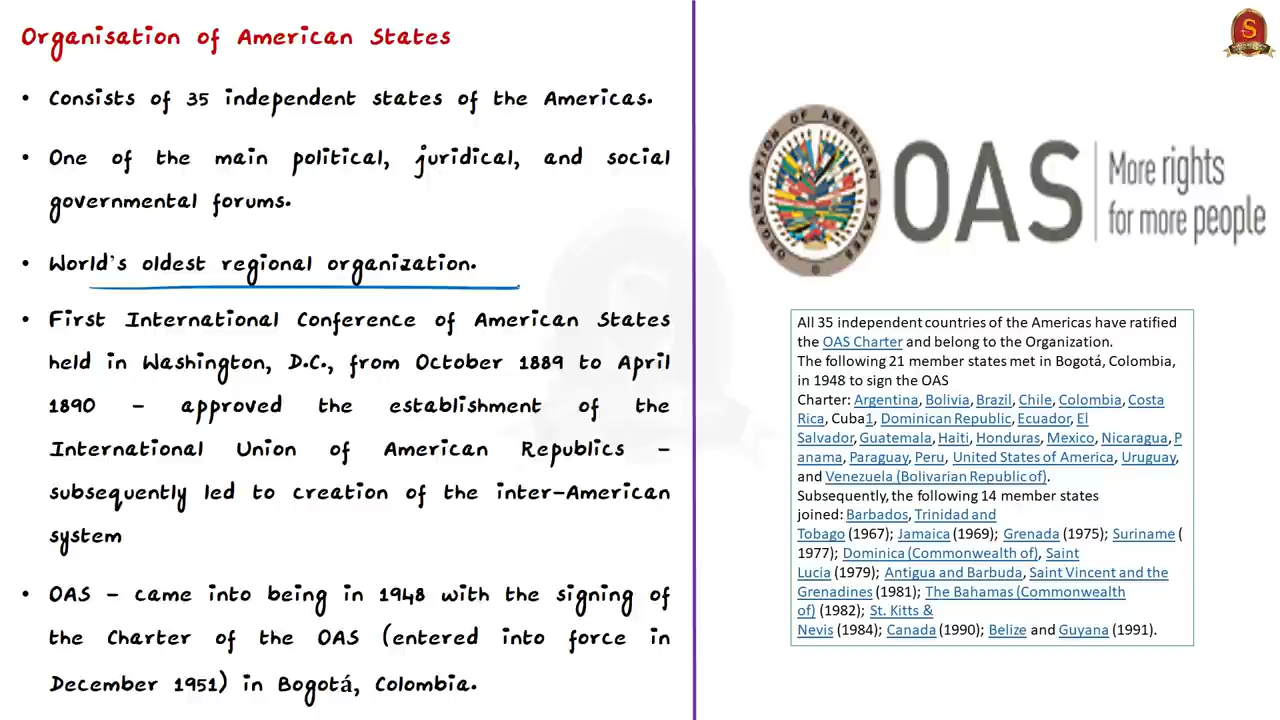 Organisation of American States
• Consists of 35 independent states of the Americas.
• One of the main political, juridical, and social
governmental forums.
• World's oldest regional organization.
• First International Conference of American States
held in Washington, D.C., from October 1889 to April
1890 – approved the establishment of the
International Union of American Republics –
subsequently led to creation of the inter-American
system
• OAS – came into being in 1948 with the signing of
the Charter of the OAS (entered into force in
December 1951) in Bogotá, Colombia.
S
ORGANIZATION OF AMERICAN STATES
OAS
More rights
for more people
All 35 independent countries of the Americas have ratified
the OAS Charter and belong to the Organization.
The following 21 member states met in Bogotá, Colombia,
in 1948 to sign the OAS
Charter: Argentina, Bolivia, Brazil, Chile, Colombia, Costa
Rica, Cuba1, Dominican Republic, Ecuador, El
Salvador, Guatemala, Haiti, Honduras, Mexico, Nicaragua, P
anama, Paraguay, Peru, United States of America, Uruguay,
and Venezuela (Bolivarian Republic of).
Subsequently, the following 14 member states
joined: Barbados, Trinidad and
Tobago (1967); Jamaica (1969); Grenada (1975); Suriname (
1977); Dominica (Commonwealth of), Saint
Lucia (1979); Antigua and Barbuda, Saint Vincent and the
Grenadines (1981); The Bahamas (Commonwealth
of) (1982); St. Kitts &
Nevis (1984); Canada (1990); Belize and Guyana (1991).